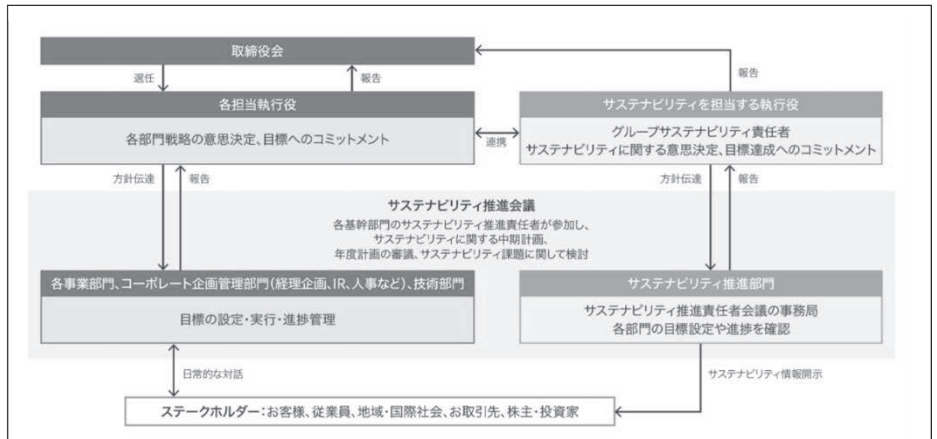 取締役会
選任
報告
報告
各担当執行役
各部門戦略の意思決定、目標へのコミットメント
連携
サステナビリティを担当する執行役
グループサステナビリティ責任者
サステナビリティに関する意思決定、目標達成へのコミットメント
方針伝達
報告
方針伝達
報告
サステナビリティ推進会議
各基幹部門のサステナビリティ推進責任者が参加し、
サステナビリティに関する中期計画、
年度計画の審議、サステナビリティ課題に関して検討
各事業部門、コーポレート企画管理部門(経理企画、IR、人事など)、技術部門
目標の設定・実行・進捗管理
サステナビリティ推進部門
サステナビリティ推進責任者会議の事務局
各部門の目標設定や進捗を確認
日常的な対話
サステナビリティ情報開示
ステークホルダー：お客様、従業員、地域・国際社会、お取引先、株主・投資家